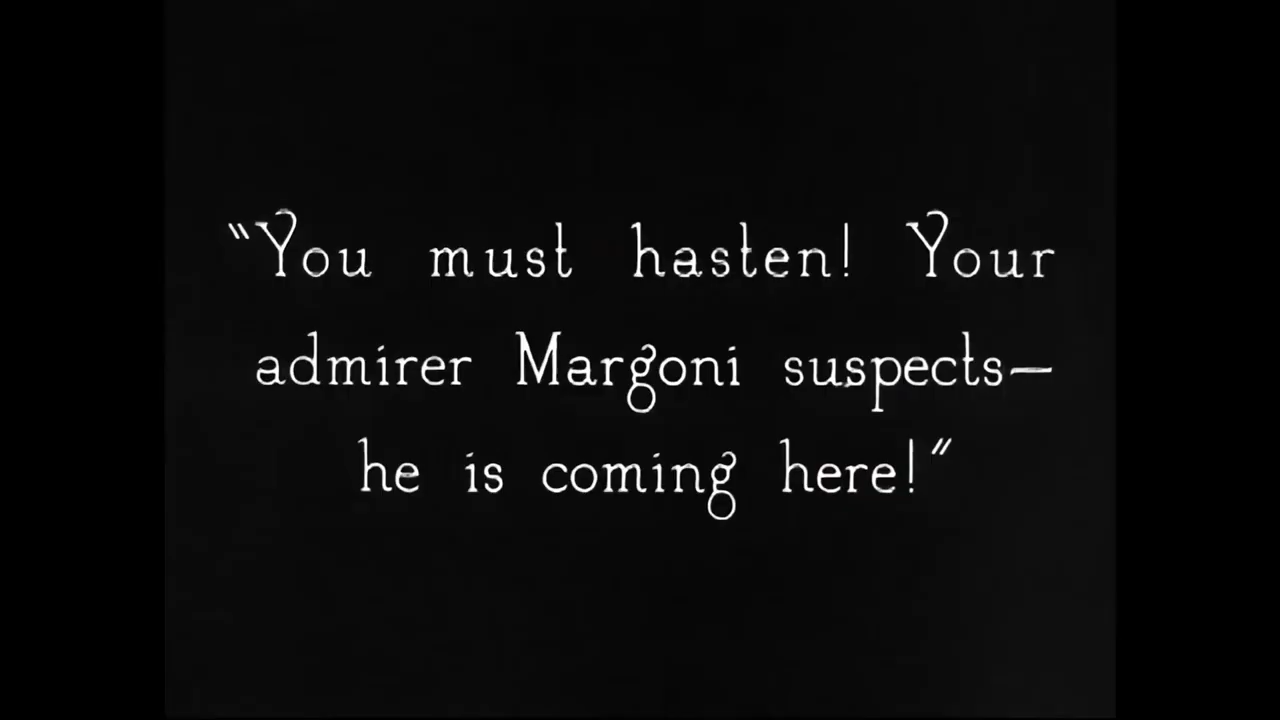 “You must hasten! Your
admirer Margoni suspects—
he is coming here!”